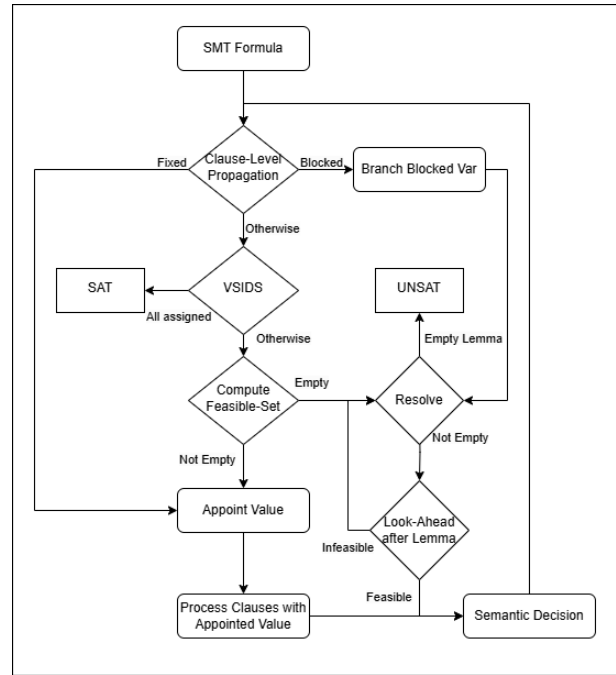 SMT Formula
Fixed
Clause-Level
Propagation
Blocked
Branch Blocked Var
Otherwise
SAT
VSIDS
UNSAT
All assigned
Otherwise
Empty Lemma
Compute
Feasible-Set
Empty
Resolve
Not Empty
Not Empty
Appoint Value
Look-Ahead
after Lemma
Infeasible
Feasible
Process Clauses with
Appointed Value
Semantic Decision